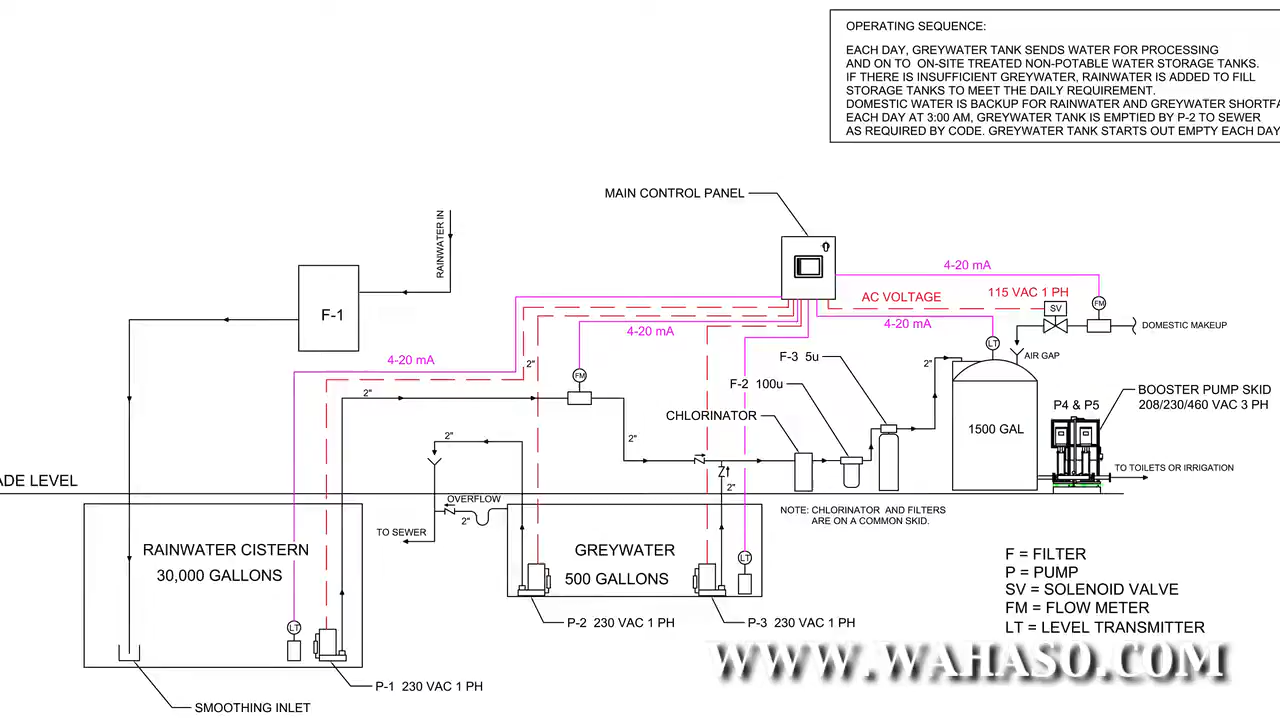 OPERATING SEQUENCE:
EACH DAY, GREYWATER TANK SENDS WATER FOR PROCESSING
AND ON TO ON-SITE TREATED NON-POTABLE WATER STORAGE TANKS.
IF THERE IS INSUFFICIENT GREYWATER, RAINWATER IS ADDED TO FILL
STORAGE TANKS TO MEET THE DAILY REQUIREMENT.
DOMESTIC WATER IS BACKUP FOR RAINWATER AND GREYWATER SHORTFA
EACH DAY AT 3:00 AM, GREYWATER TANK IS EMPTIED BY P-2 TO SEWER
AS REQUIRED BY CODE. GREYWATER TANK STARTS OUT EMPTY EACH DAY
MAIN CONTROL PANEL
RAINWATER IN
4-20 mA
AC VOLTAGE
115 VAC 1 PH
SV
FM
DOMESTIC MAKEUP
F-1
4-20 mA
4-20 mA
LT
AIR GAP
4-20 mA
2"
F-3 5u
2"
FM
F-2 100u
2"
CHLORINATOR
P4 & P5
BOOSTER PUMP SKID
208/230/460 VAC 3 PH
1500 GAL
2"
2"
TO TOILETS OR IRRIGATION
ADE LEVEL
2"
OVERFLOW
2"
TO SEWER
NOTE: CHLORINATOR AND FILTERS
ARE ON A COMMON SKID.
RAINWATER CISTERN
30,000 GALLONS
GREYWATER
500 GALLONS
LT
F = FILTER
P = PUMP
SV = SOLENOID VALVE
FM = FLOW METER
LT = LEVEL TRANSMITTER
LT
P-2 230 VAC 1 PH
P-3 230 VAC 1 PH
WWW.WAHASO.COM
P-1 230 VAC 1 PH
SMOOTHING INLET